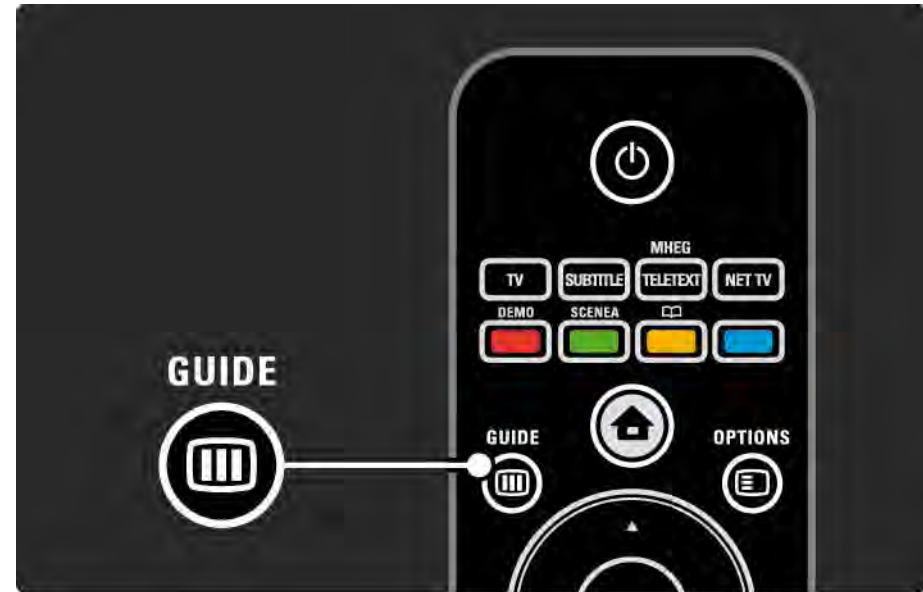 MHEG
TV SUBTITLE TELETEXT NET TV
DEMO SCENEA
GUIDE
GUIDE OPTIONS